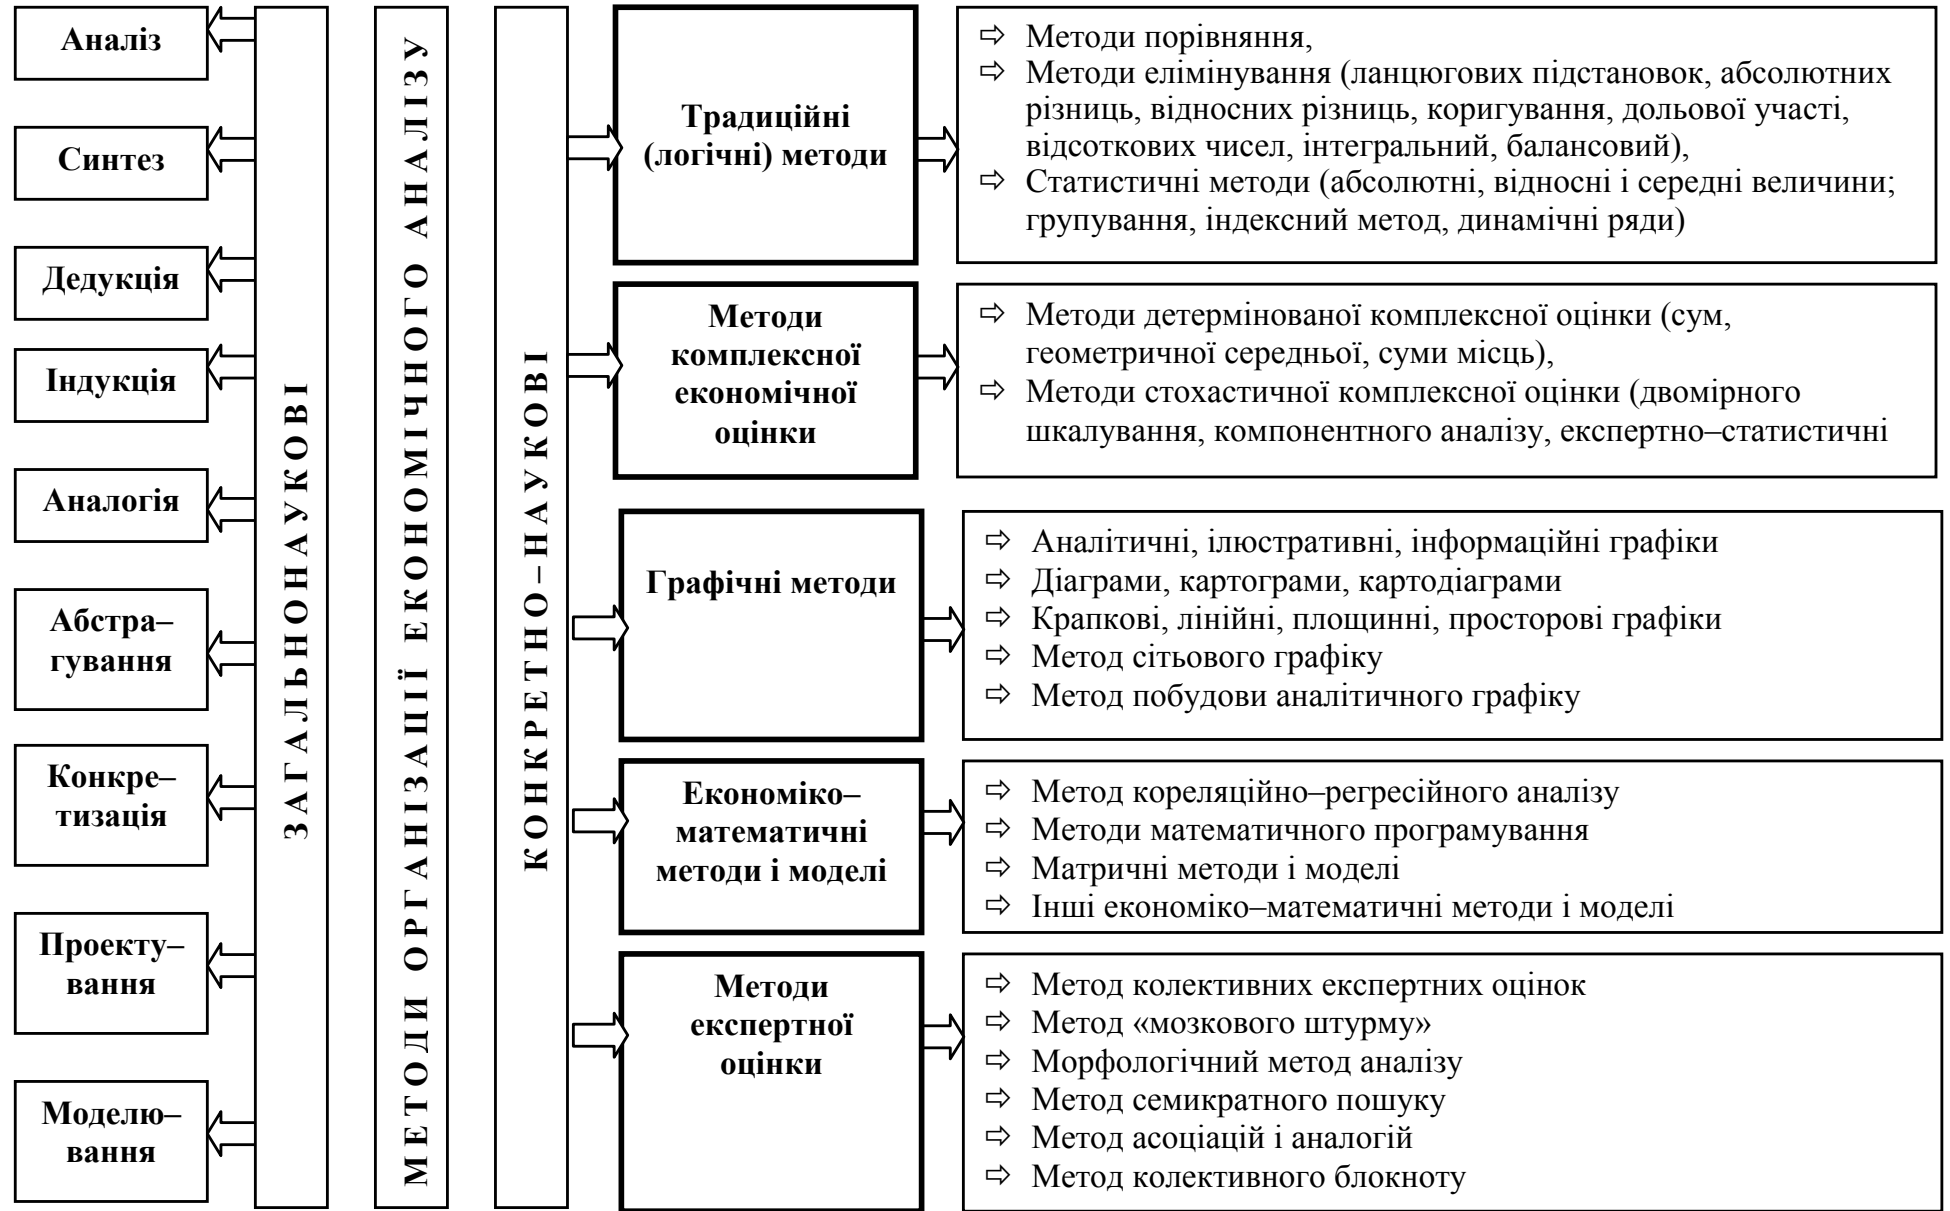 Аналіз
Синтез
Дедукція
Індукція
Аналогія
Абстра–
гування
Конкре–
тизація
Проекту–
вання
Моделю–
вання
ЗАГАЛЬНОНАУКОВІ
МЕТОДИ ОРГАНІЗАЦІЇ ЕКОНОМІЧНОГО АНАЛІЗУ
КОНКРЕТНО–НАУКОВІ
Традиційні
(логічні) методи
⇨ Методи порівняння,
⇨ Методи елімінування (ланцюгових підстановок, абсолютних
різниць, відносних різниць, коригування, дольової участі,
відсоткових чисел, інтегральний, балансовий),
⇨ Статистичні методи (абсолютні, відносні і середні величини;
групування, індексний метод, динамічні ряди)
Методи
комплексної
економічної
оцінки
⇨ Методи детермінованої комплексної оцінки (сум,
геометричної середньої, суми місць),
⇨ Методи стохастичної комплексної оцінки (двомірного
шкалування, компонентного аналізу, експертно–статистичні
Графічні методи
⇨ Аналітичні, ілюстративні, інформаційні графіки
⇨ Діаграми, картограми, картодіаграми
⇨ Крапкові, лінійні, площинні, просторові графіки
⇨ Метод сітьового графіку
⇨ Метод побудови аналітичного графіку
Економіко–
математичні
методи і моделі
⇨ Метод кореляційно–регресійного аналізу
⇨ Методи математичного програмування
⇨ Матричні методи і моделі
⇨ Інші економіко–математичні методи і моделі
Методи
експертної
оцінки
⇨ Метод колективних експертних оцінок
⇨ Метод «мозкового штурму»
⇨ Морфологічний метод аналізу
⇨ Метод семикратного пошуку
⇨ Метод асоціацій і аналогій
⇨ Метод колективного блокноту